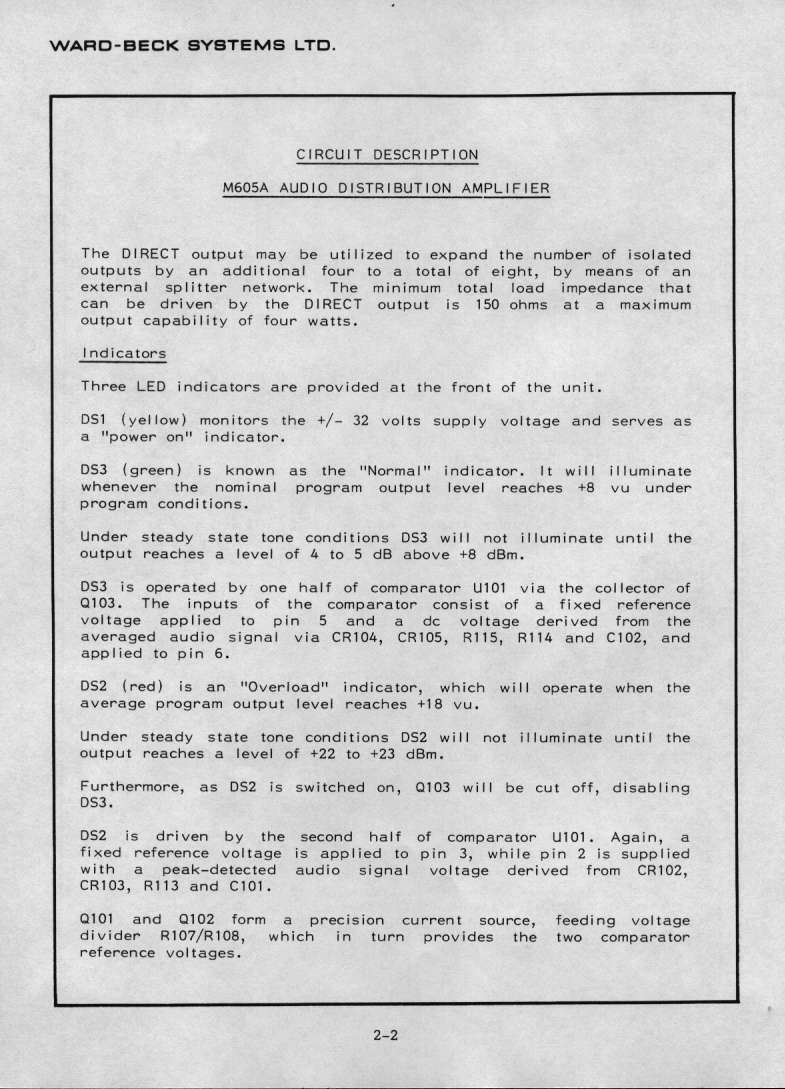 WARD-BECK SYSTEMS LTD.
CIRCUIT DESCRIPTION
M605A AUDIO DISTRIBUTION AMPLIFIER
The DIRECT output may be utilized to expand the number of isolated
outputs by an additional four to a total of eight, by means of an
external splitter network. The minimum total load impedance that
can be driven by the DIRECT output is 150 ohms at a maximum
output capability of four watts.
Indicators
Three LED indicators are provided at the front of the unit.
DS1 (yellow) monitors the +/- 32 volts supply voltage and serves as
a "power on" indicator.
DS3 (green) is known as the "Normal" indicator. It will illuminate
whenever the nominal program output level reaches +8 vu under
program conditions.
Under steady state tone conditions DS3 will not illuminate until the
output reaches a level of 4 to 5 dB above +8 dBm.
DS3 is operated by one half of comparator U101 via the collector of
Q103. The inputs of the comparator consist of a fixed reference
voltage applied to pin 5 and a dc voltage derived from the
averaged audio signal via CR104, CR105, R115, R114 and C102, and
applied to pin 6.
DS2 (red) is an "Overload" indicator, which will operate when the
average program output level reaches +18 vu.
Under steady state tone conditions DS2 will not illuminate until the
output reaches a level of +22 to +23 dBm.
Furthermore, as DS2 is switched on, Q103 will be cut off, disabling
DS3.
DS2 is driven by the second half of comparator U101. Again, a
fixed reference voltage is applied to pin 3, while pin 2 is supplied
with a peak-detected audio signal voltage derived from CR102,
CR103, R113 and C101.
Q101 and Q102 form a precision current source, feeding voltage
divider R107/R108, which in turn provides the two comparator
reference voltages.
2-2